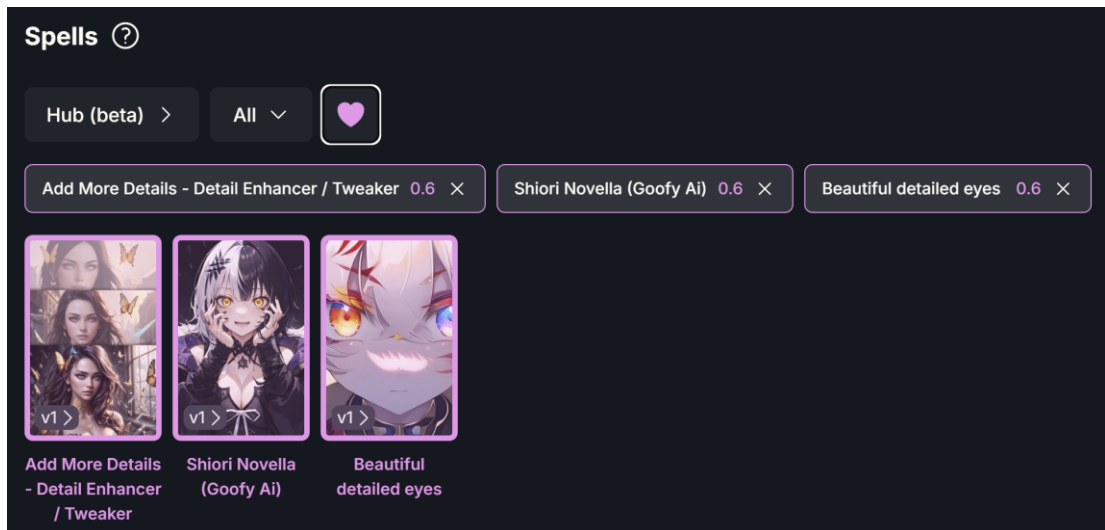 Spells ?
Hub (beta) >
All
Add More Details - Detail Enhancer / Tweaker 0.6 ×
Shiori Novella (Goofy Ai) 0.6 ×
Beautiful detailed eyes 0.6 ×
v1 >
v1 >
v1 >
Add More Details
- Detail Enhancer
/ Tweaker
Shiori Novella
(Goofy Ai)
Beautiful
detailed eyes